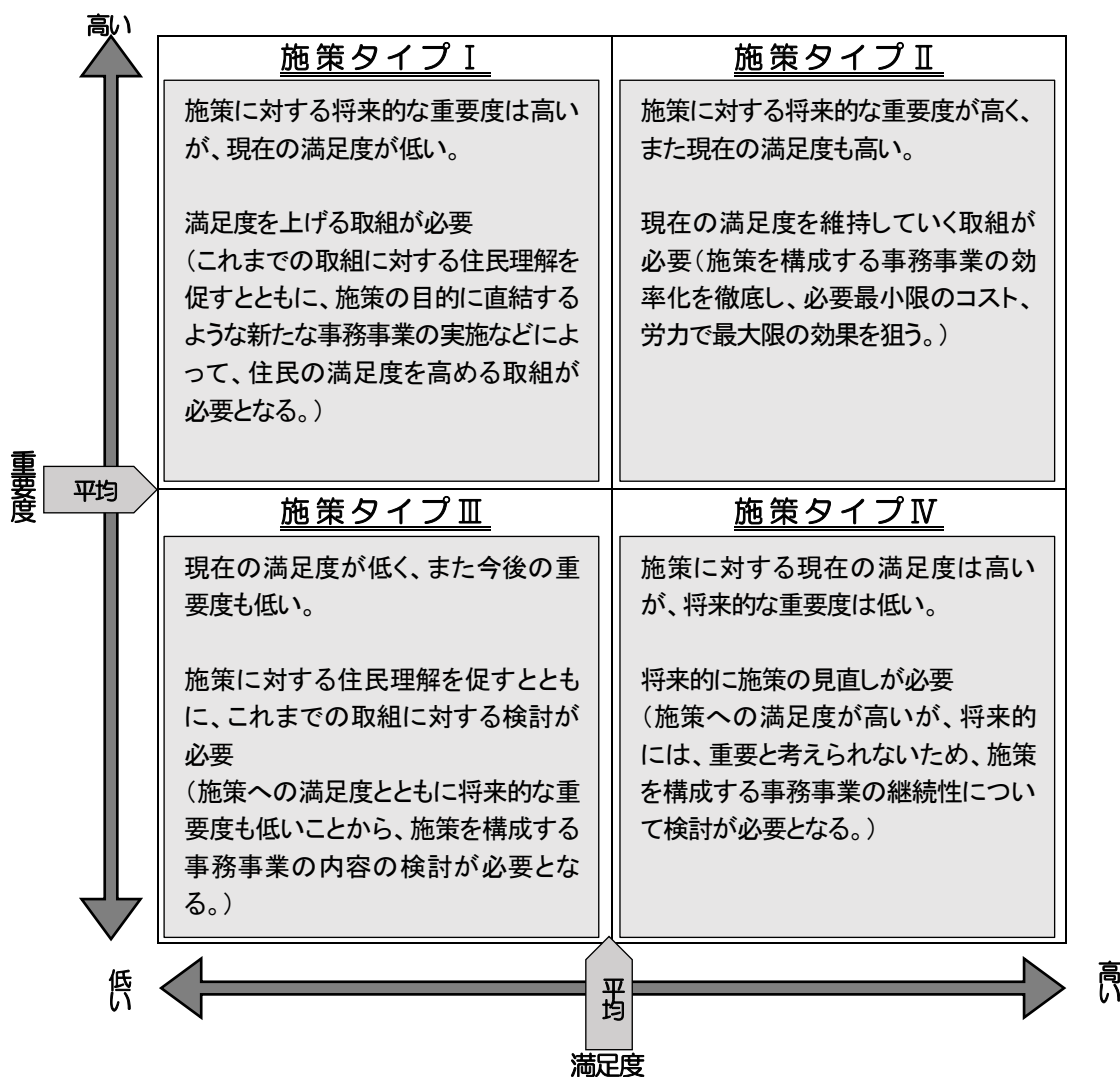 高い
施策タイプⅠ
施策に対する将来的な重要度は高い
が、現在の満足度が低い。
満足度を上げる取組が必要
（これまでの取組に対する住民理解を
促すとともに、施策の目的に直結する
ような新たな事務事業の実施などによ
って、住民の満足度を高める取組が
必要となる。）
施策タイプⅡ
施策に対する将来的な重要度が高く、
また現在の満足度も高い。
現在の満足度を維持していく取組が
必要（施策を構成する事務事業の効
率化を徹底し、必要最小限のコスト、
労力で最大限の効果を狙う。）
重要度
平均
施策タイプⅢ
現在の満足度が低く、また今後の重
要度も低い。
施策に対する住民理解を促すととも
に、これまでの取組に対する検討が
必要
（施策への満足度とともに将来的な重
要度も低いことから、施策を構成する
事務事業の内容の検討が必要とな
る。）
施策タイプⅣ
施策に対する現在の満足度は高い
が、将来的な重要度は低い。
将来的に施策の見直しが必要
（施策への満足度が高いが、将来的
には、重要と考えられないため、施策
を構成する事務事業の継続性につい
て検討が必要となる。）
低い
平均
高い
満足度